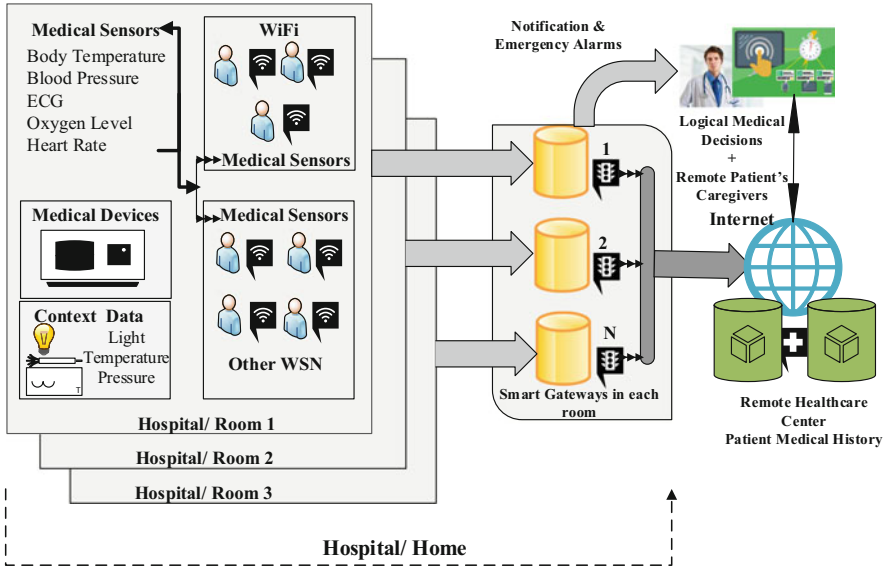 Medical Sensors
Body Temperature
Blood Pressure
ECG
Oxygen Level
Heart Rate
WiFi
Medical Sensors
Medical Devices
Medical Sensors
Context Data
Light
Temperature
Pressure
T
Other WSN
Hospital/ Room 1
Hospital/ Room 2
Hospital/ Room 3
Notification &
Emergency Alarms
1
2
N
Smart Gateways in each
room
Logical Medical
Decisions
+
Remote Patient's
Caregivers
Internet
Remote Healthcare
Center
Patient Medical History
Hospital/ Home